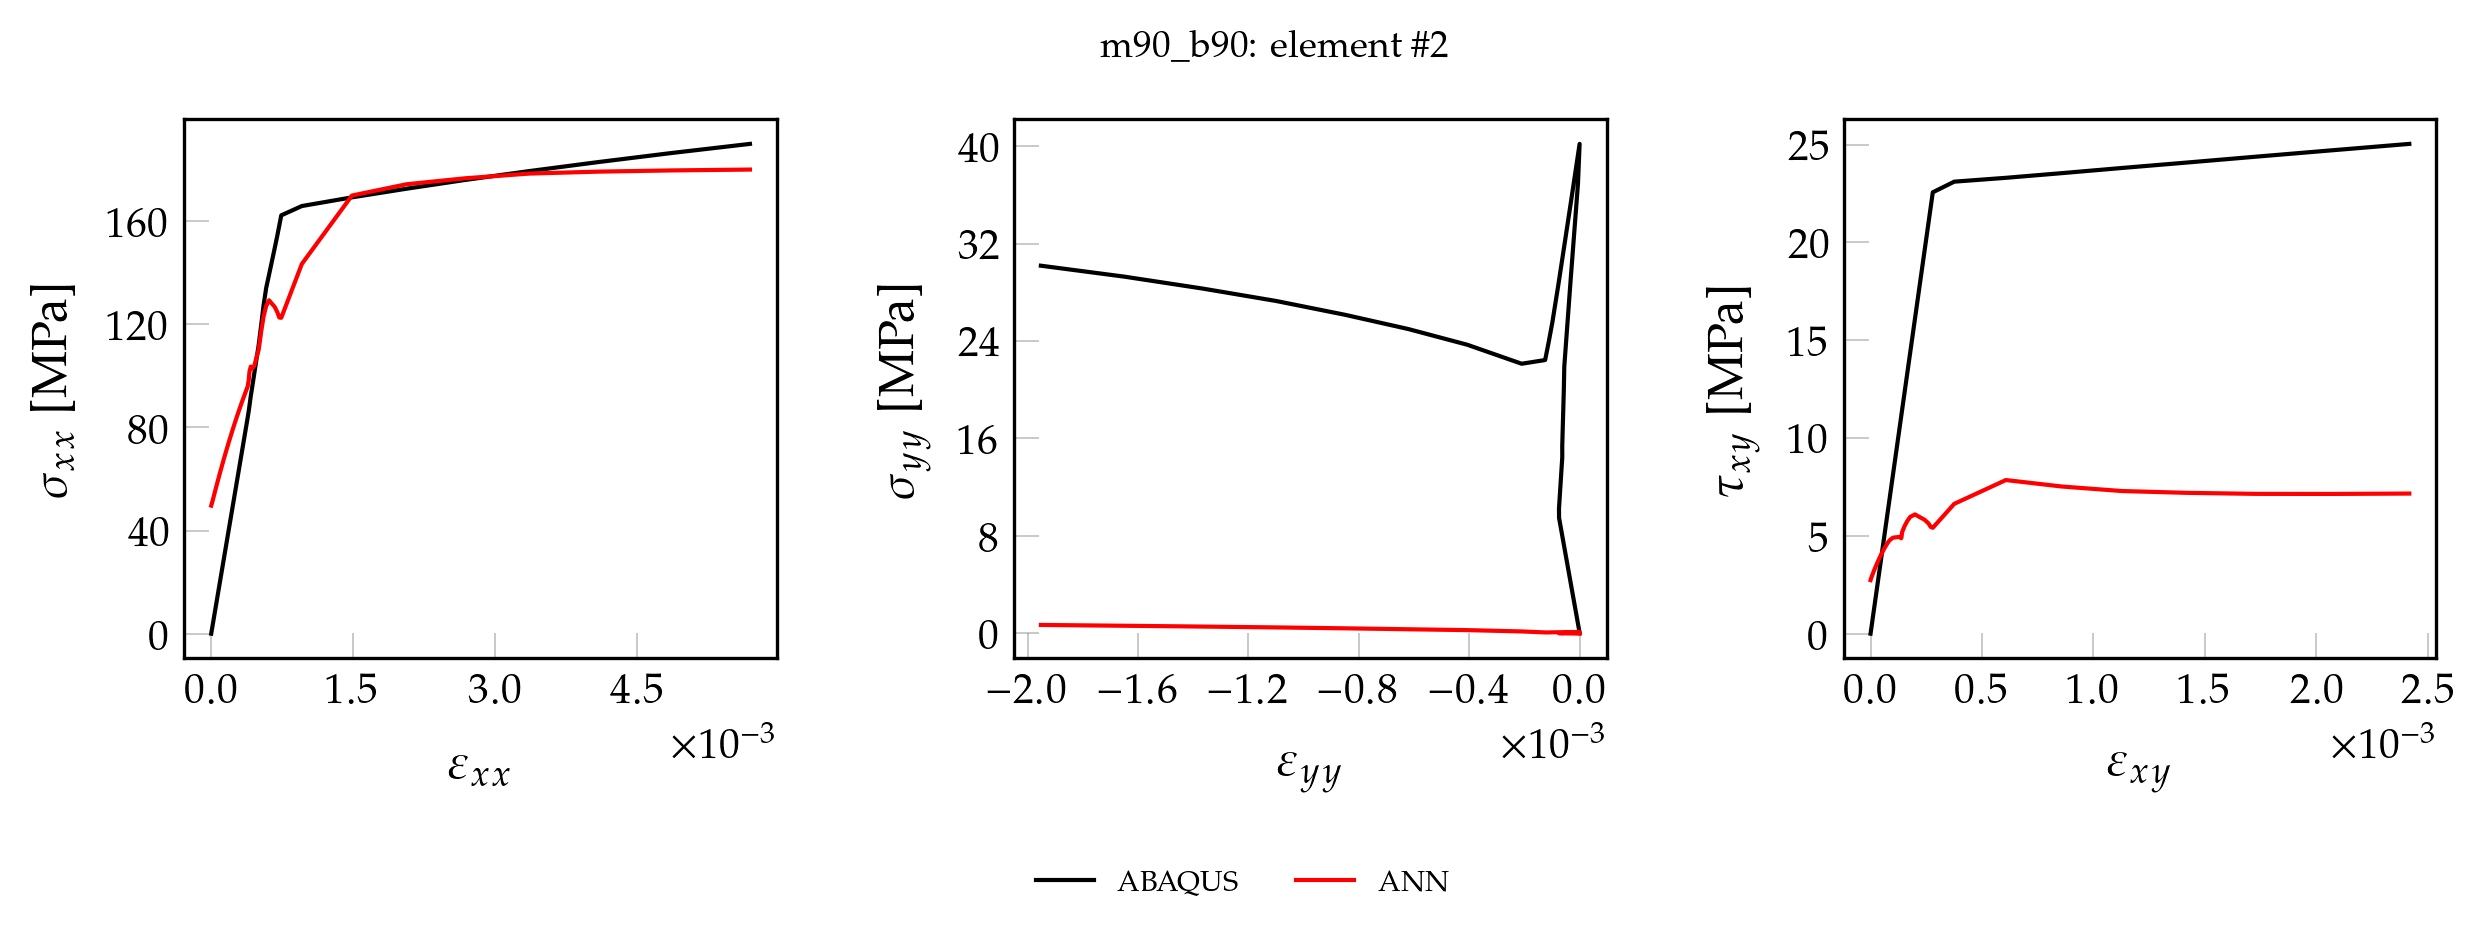 m90_b90: element #2
σxx [MPa]
160
120
80
40
0
0.0 1.5 3.0 4.5
×10⁻³
εxx
σyy [MPa]
40
32
24
16
8
0
−2.0 −1.6 −1.2 −0.8 −0.4 0.0
×10⁻³
εyy
τxy [MPa]
25
20
15
10
5
0
0.0 0.5 1.0 1.5 2.0 2.5
×10⁻³
εxy
ABAQUS ANN